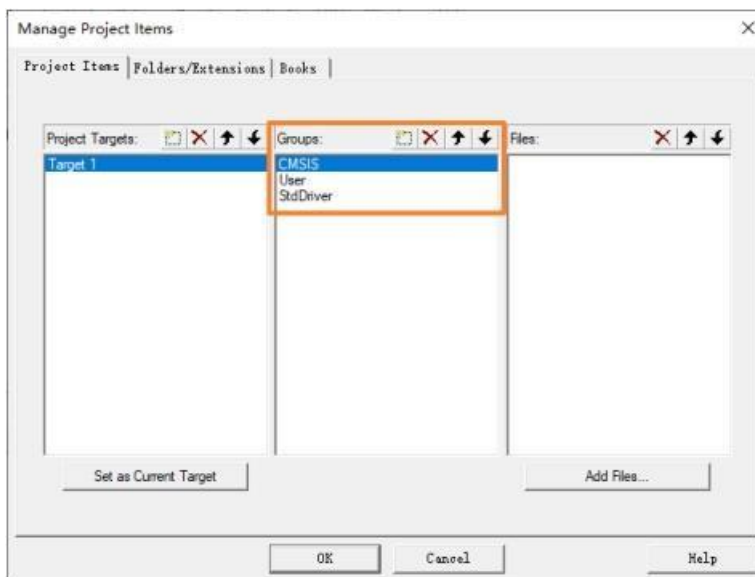 Manage Project Items
Project Items Folders/Extensions Books
Project Targets: Groups: Files:
Target 1 CMSIS
User
StdDriver
Set as Current Target Add Files...
OK Cancel Help